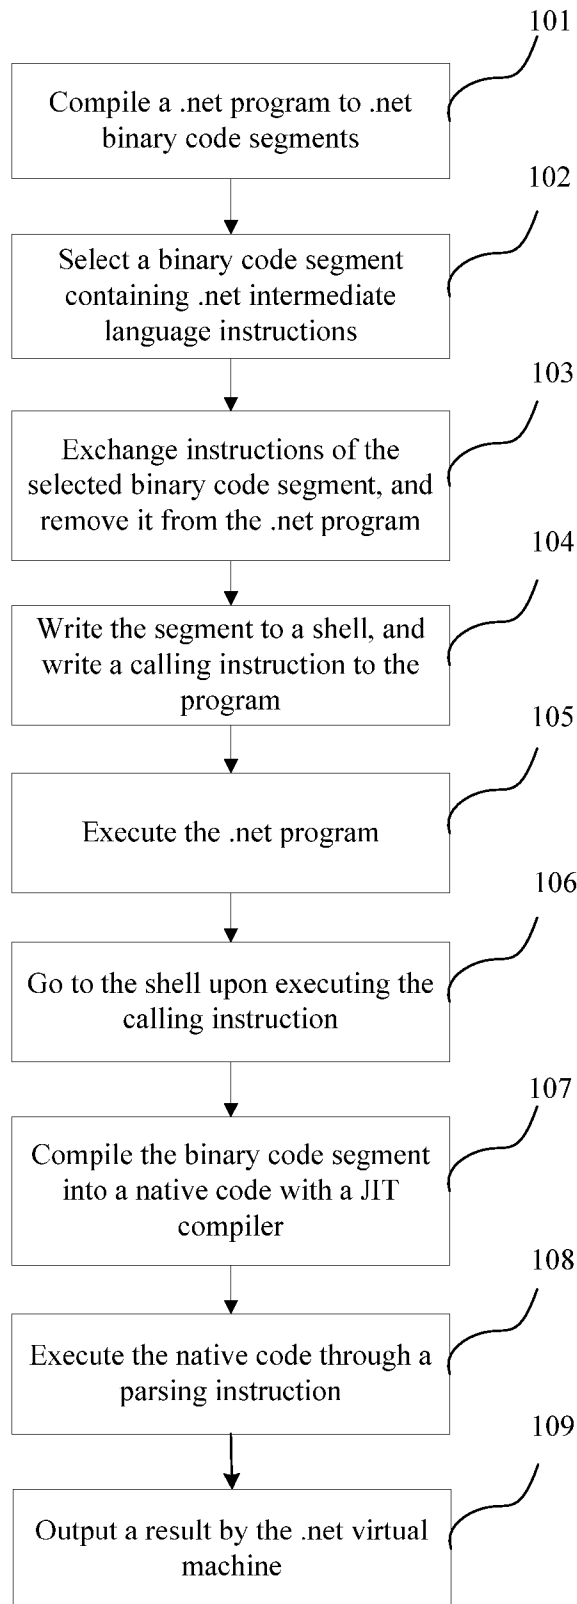 101
Compile a .net program to .net
binary code segments
102
Select a binary code segment
containing .net intermediate
language instructions
103
Exchange instructions of the
selected binary code segment, and
remove it from the .net program
104
Write the segment to a shell, and
write a calling instruction to the
program
105
Execute the .net program
106
Go to the shell upon executing the
calling instruction
107
Compile the binary code segment
into a native code with a JIT
compiler
108
Execute the native code through a
parsing instruction
109
Output a result by the .net virtual
machine